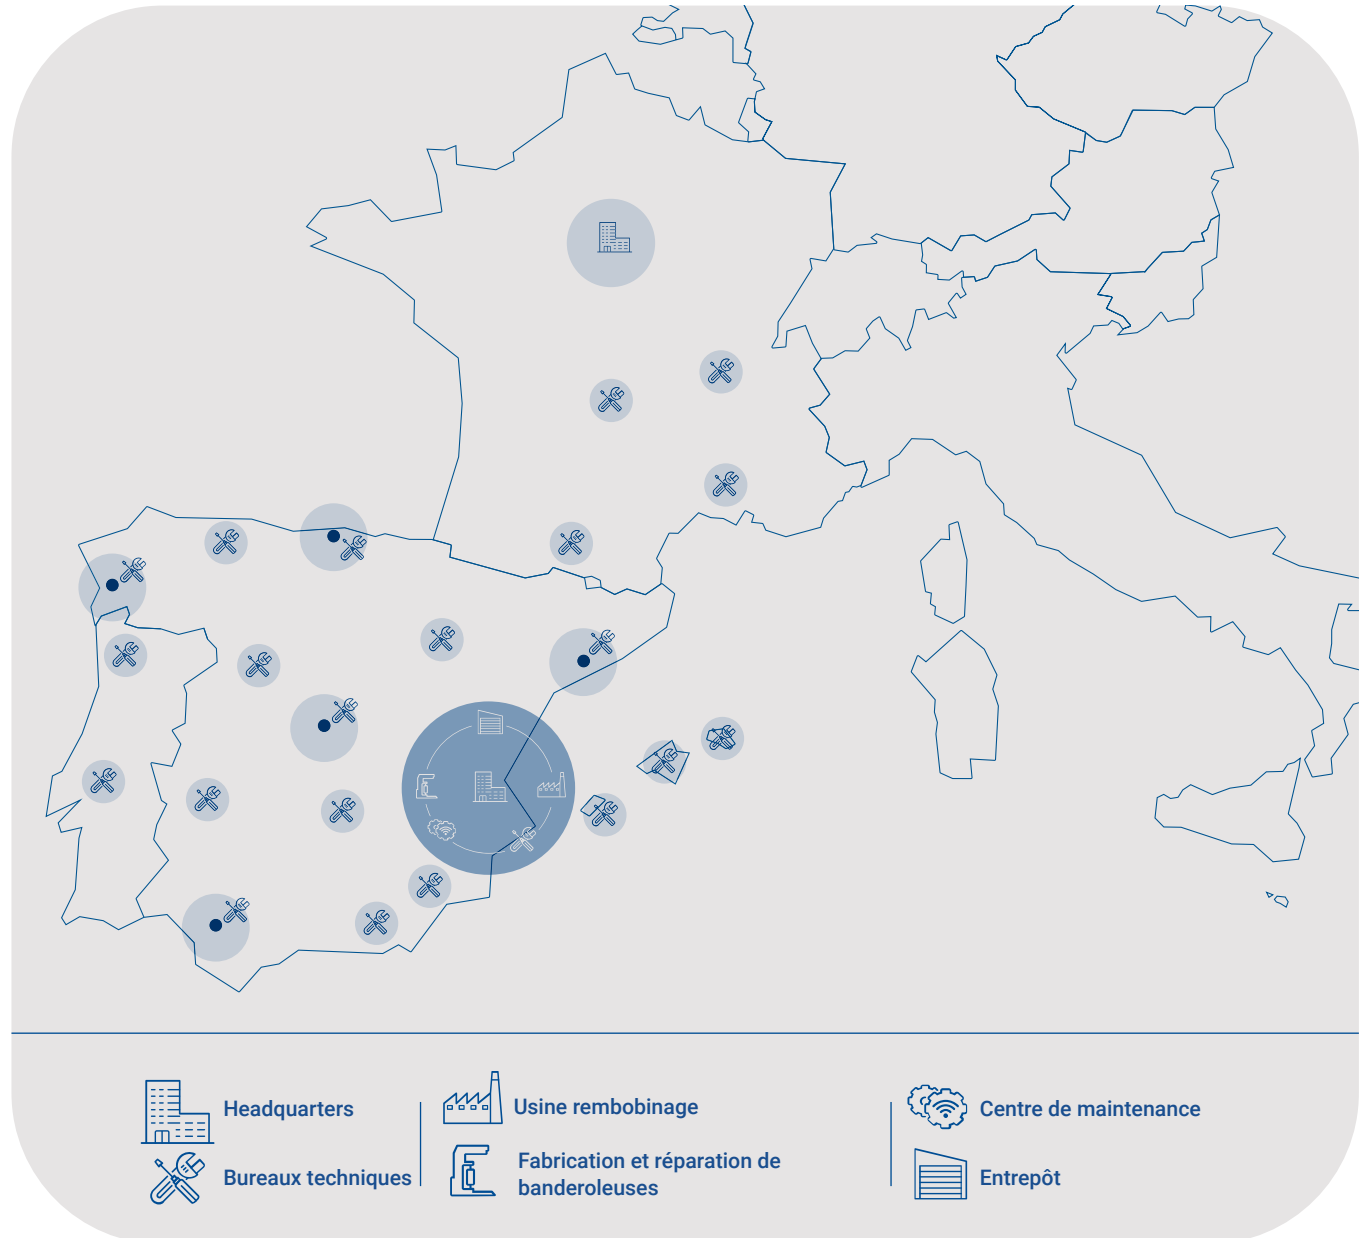 Headquarters
Bureaux techniques
Usine rembobinage
Fabrication et réparation de
banderoleuses
Centre de maintenance
Entrepôt